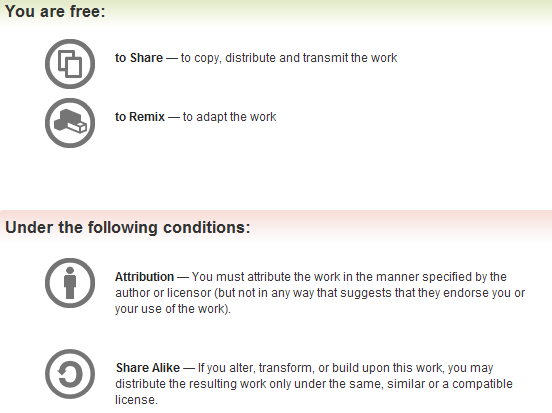 You are free:
to Share — to copy, distribute and transmit the work
to Remix — to adapt the work
Under the following conditions:
Attribution — You must attribute the work in the manner specified by the
author or licensor (but not in any way that suggests that they endorse you or
your use of the work).
Share Alike — If you alter, transform, or build upon this work, you may
distribute the resulting work only under the same, similar or a compatible
license.